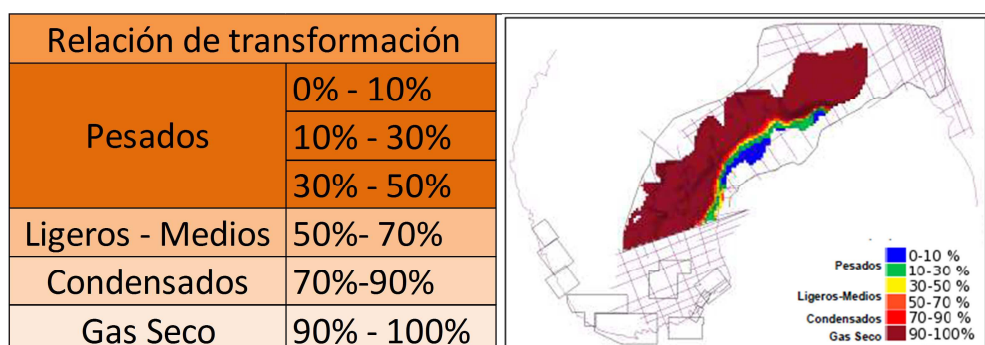 Relación de transformación
Pesados
0% - 10%
10% - 30%
30% - 50%
Ligeros - Medios 50%- 70%
Condensados 70%-90%
Gas Seco 90% - 100%
Pesados
0-10 %
10-30 %
30-50 %
Ligeros-Medios 50-70 %
Condensados 70-90 %
Gas Seco 90-100%